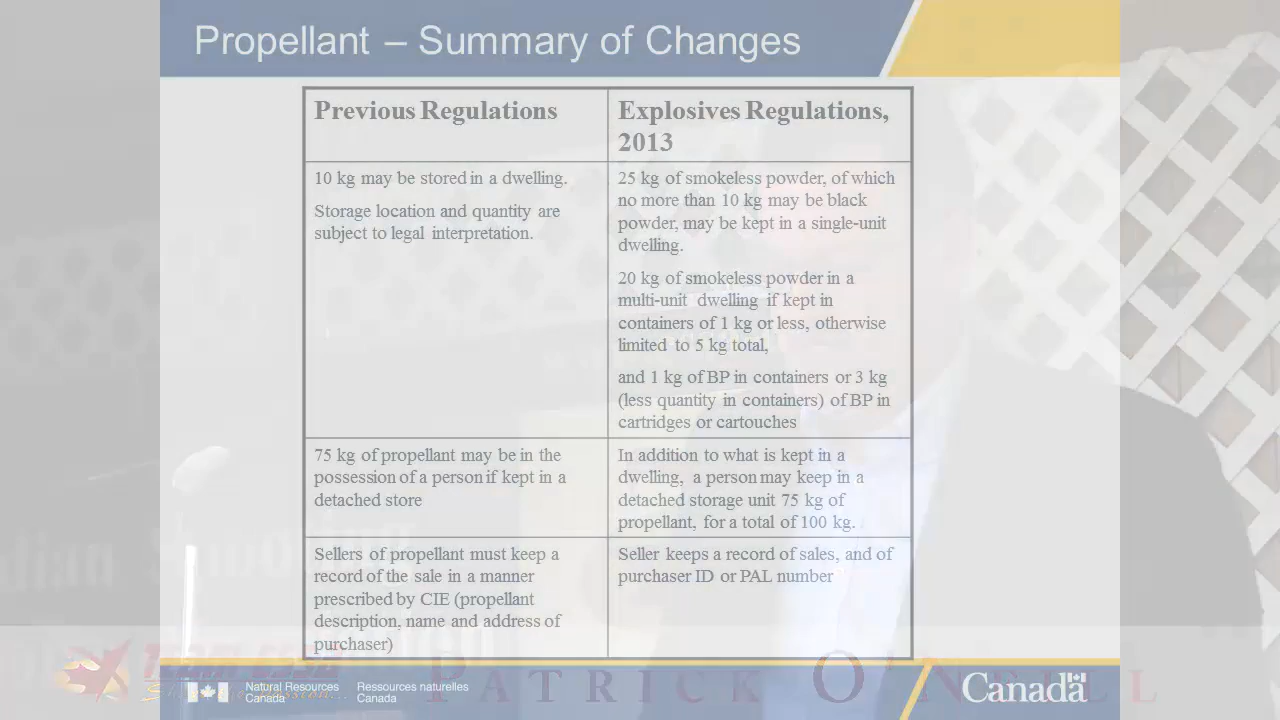 Propellant – Summary of Changes
Previous Regulations
Explosives Regulations,
2013
10 kg may be stored in a dwelling.
Storage location and quantity are
subject to legal interpretation.
25 kg of smokeless powder, of which
no more than 10 kg may be black
powder, may be kept in a single-unit
dwelling.
20 kg of smokeless powder in a
multi-unit dwelling if kept in
containers of 1 kg or less, otherwise
limited to 5 kg total,
and 1 kg of BP in containers or 3 kg
(less quantity in containers) of BP in
cartridges or cartouches
75 kg of propellant may be in the
possession of a person if kept in a
detached store
In addition to what is kept in a
dwelling, a person may keep in a
detached storage unit 75 kg of
propellant, for a total of 100 kg.
Sellers of propellant must keep a
record of the sale in a manner
prescribed by CIE (propellant
description, name and address of
purchaser)
Seller keeps a record of sales, and of
purchaser ID or PAL number
TEAM CSSA
PATRICK O'NEILL
Natural Resources
Canada
Ressources naturelles
Canada
Canada